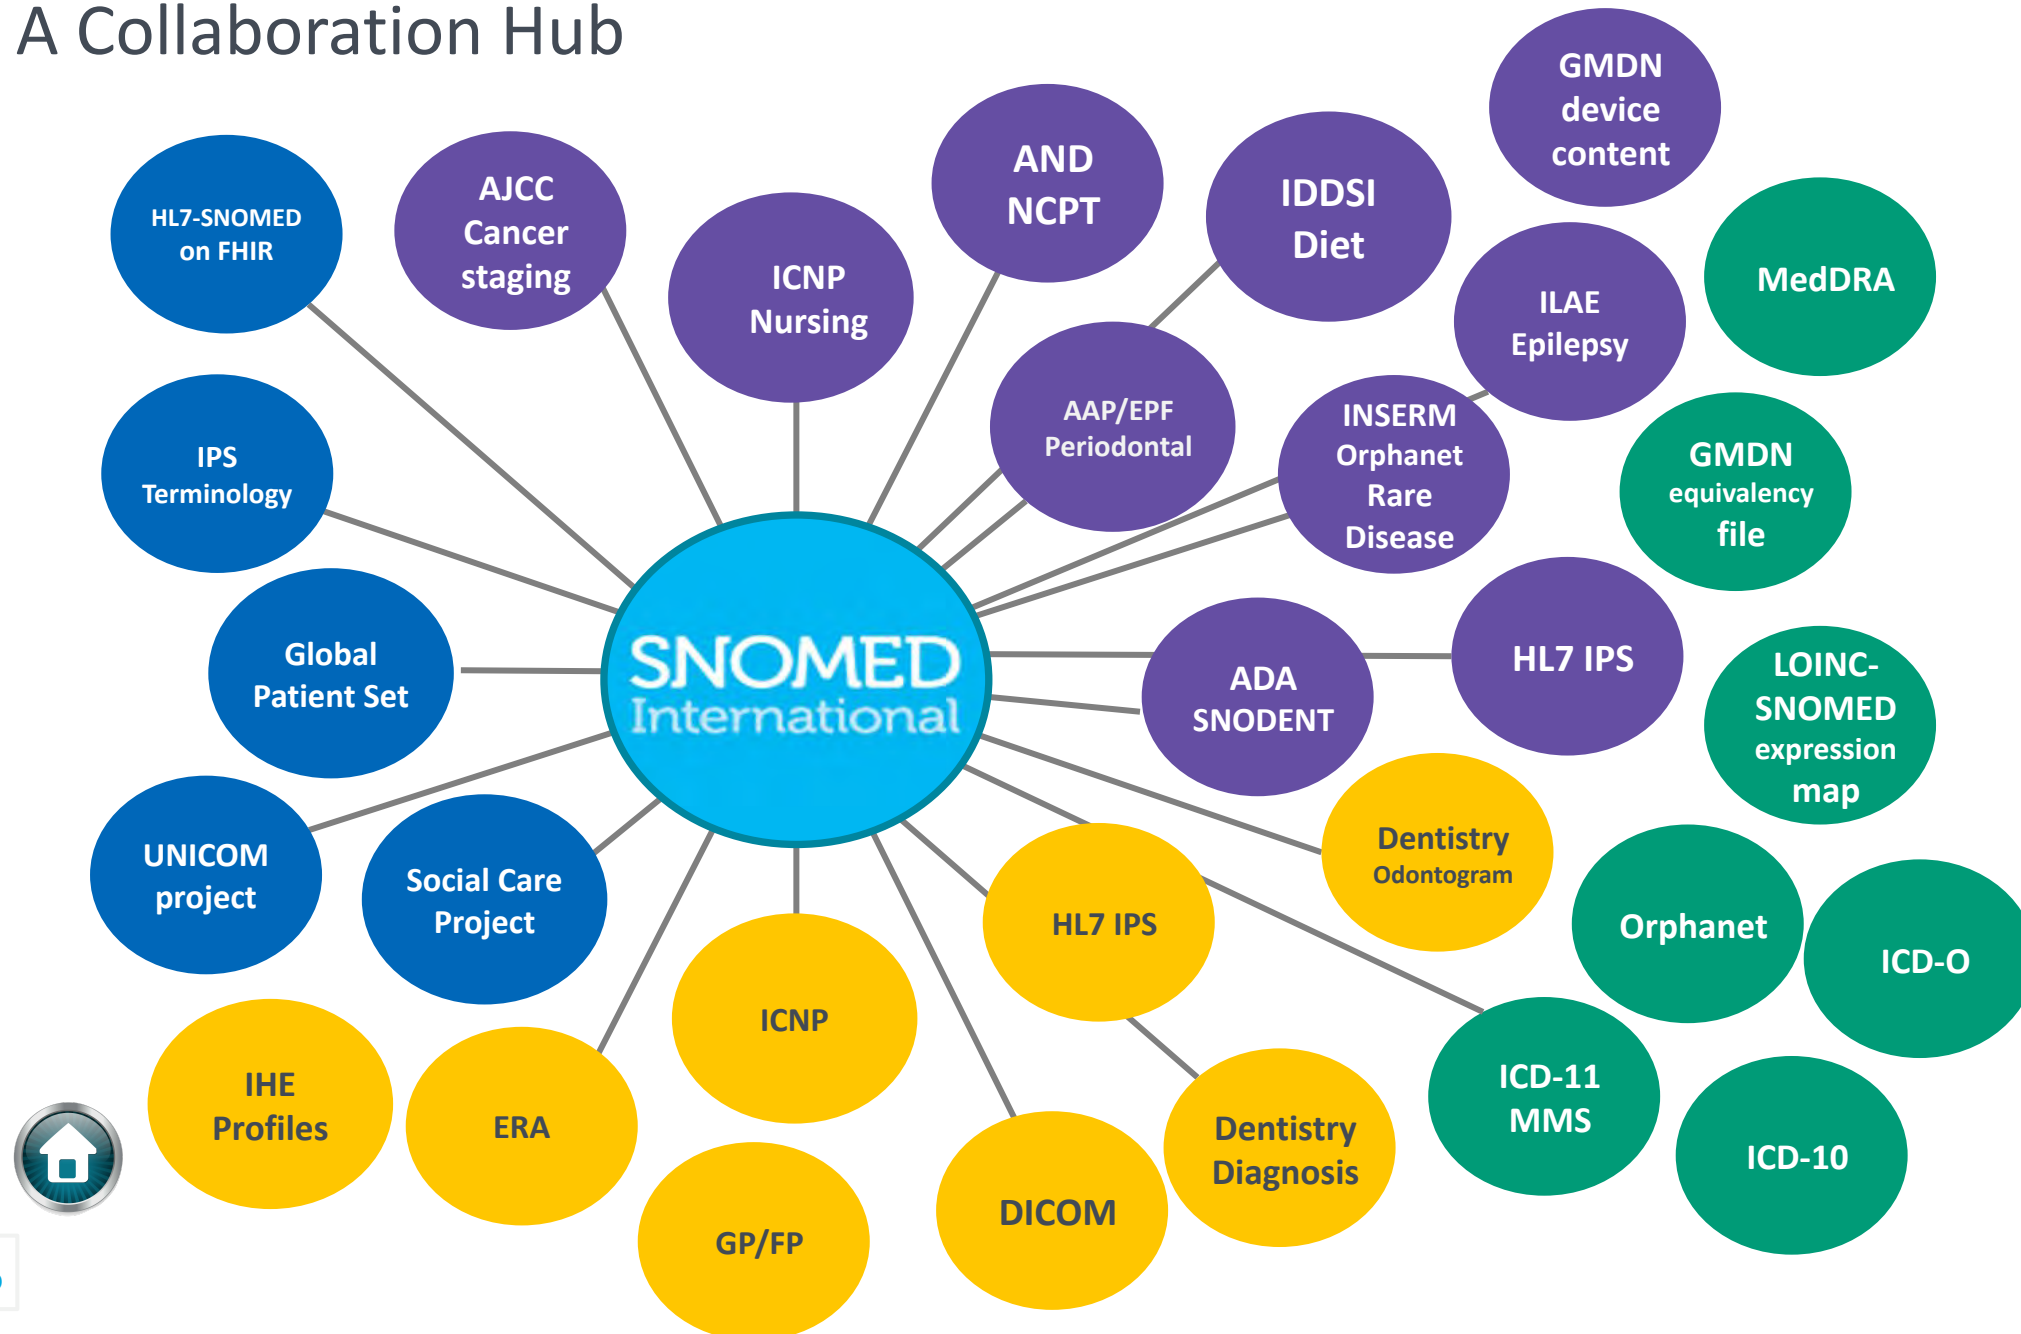 A Collaboration Hub
GMDN
device
content
AND
NCPT
IDDSI
Diet
AJCC
Cancer
staging
HL7-SNOMED
on FHIR
ICNP
Nursing
ILAE
Epilepsy
MedDRA
AAP/EPF
Periodontal
INSERM
Orphanet
Rare
Disease
GMDN
equivalency
file
IPS
Terminology
Global
Patient Set
SNOMED
International
ADA
SNODENT
HL7 IPS
LOINC-
SNOMED
expression
map
UNICOM
project
Social Care
Project
HL7 IPS
Dentistry
Odontogram
Orphanet
ICD-O
ICNP
IHE
Profiles
ERA
GP/FP
DICOM
Dentistry
Diagnosis
ICD-11
MMS
ICD-10